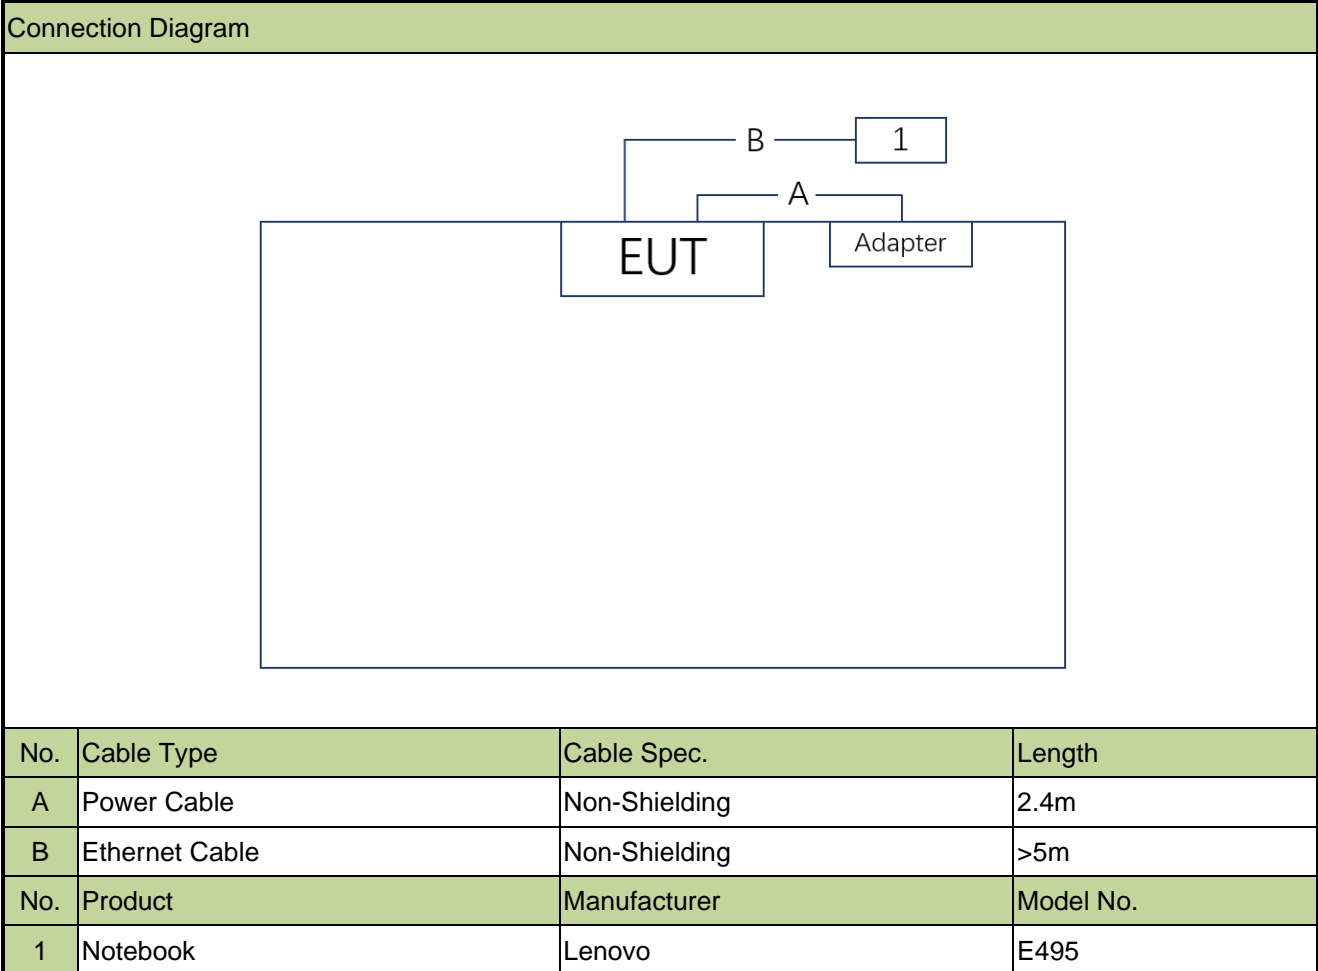 Connection Diagram
B
1
A
EUT
Adapter
No. Cable Type Cable Spec. Length
A Power Cable Non-Shielding 2.4m
B Ethernet Cable Non-Shielding >5m
No. Product Manufacturer Model No.
1 Notebook Lenovo E495